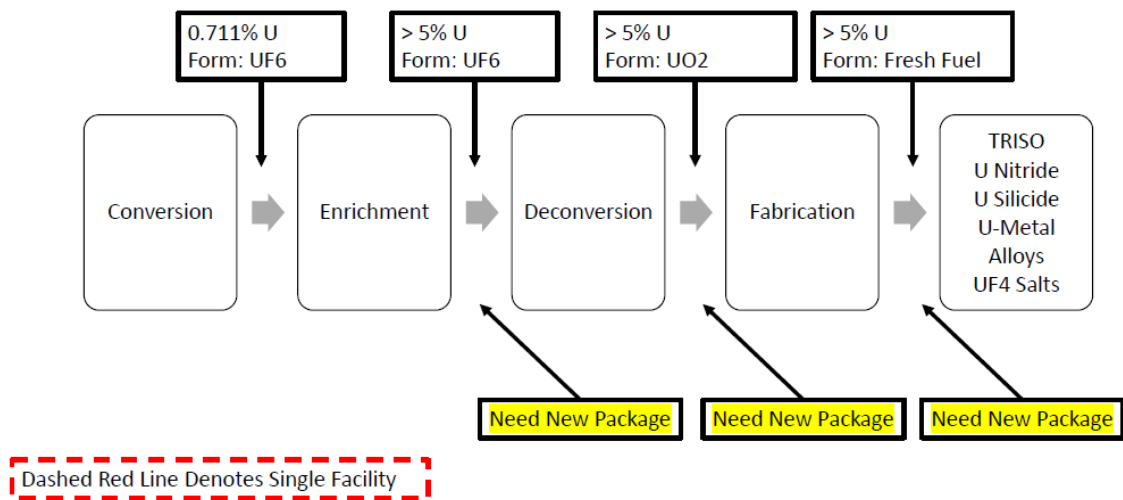 0.711% U
Form: UF6
> 5% U
Form: UF6
> 5% U
Form: UO2
> 5% U
Form: Fresh Fuel
Conversion
Enrichment
Deconversion
Fabrication
TRISO
U Nitride
U Silicide
U-Metal
Alloys
UF4 Salts
Need New Package
Need New Package
Need New Package
Dashed Red Line Denotes Single Facility